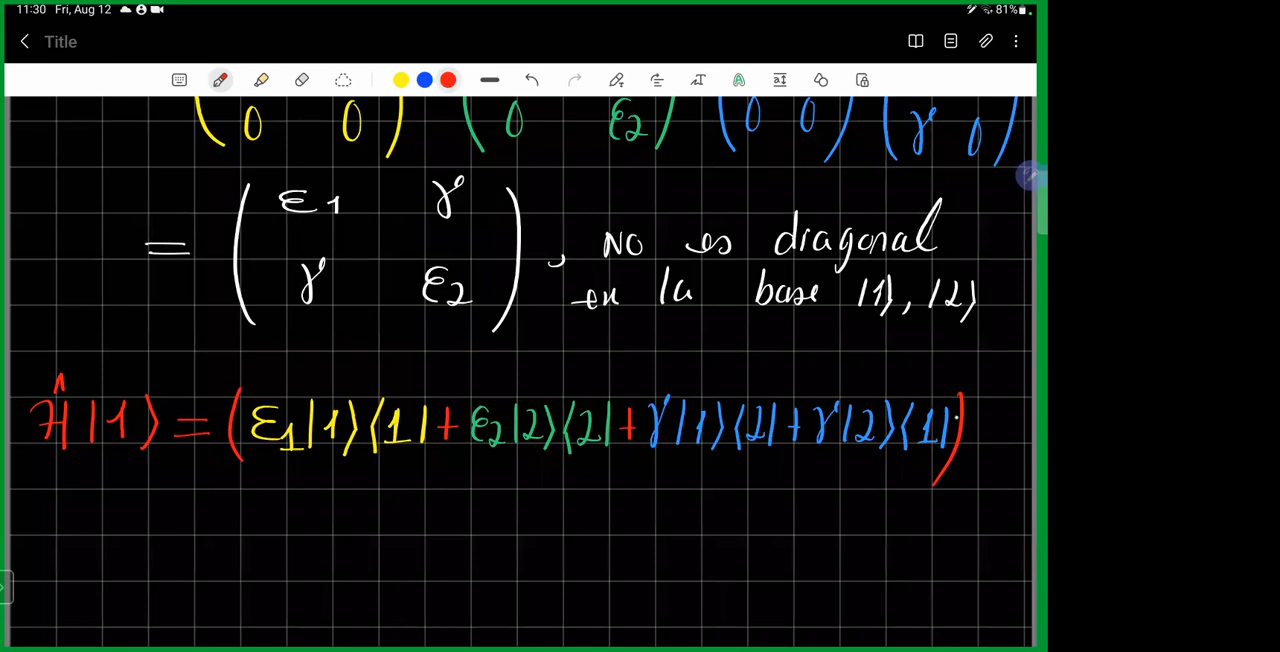 11:30 Fri, Aug 12 81%
Title
(0 0) (0 ε2) (0 0) (γ 0)
= (ε1 γ , No es diagonal
γ ε2) en la base |1⟩, |2⟩
Ĥ|1⟩ = (ε1|1⟩⟨1| + ε2|2⟩⟨2| + γ|1⟩⟨2| + γ|2⟩⟨1|)